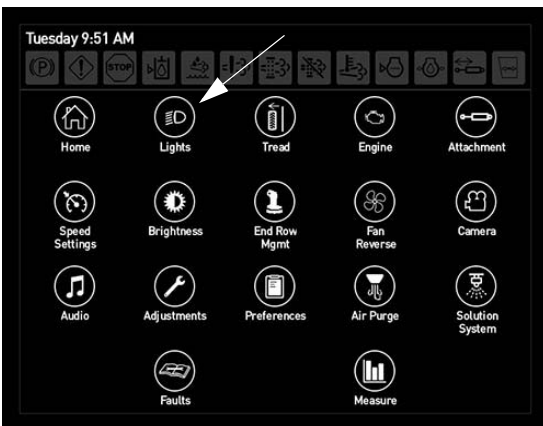 Tuesday 9:51 AM
(P) STOP
Home Lights Tread Engine Attachment
Speed Settings Brightness End Row Mgmt Fan Reverse Camera
Audio Adjustments Preferences Air Purge Solution System
Faults Measure